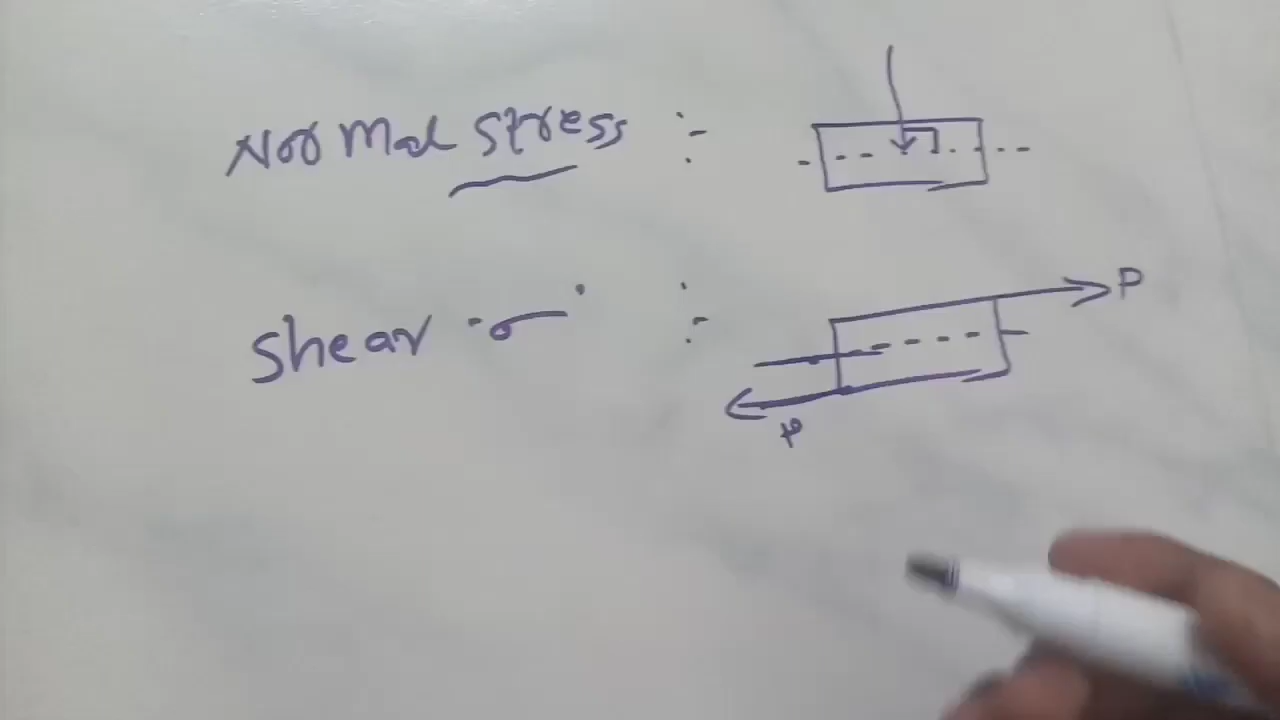 Normal stress :-
Shear -〃- :-
P
P